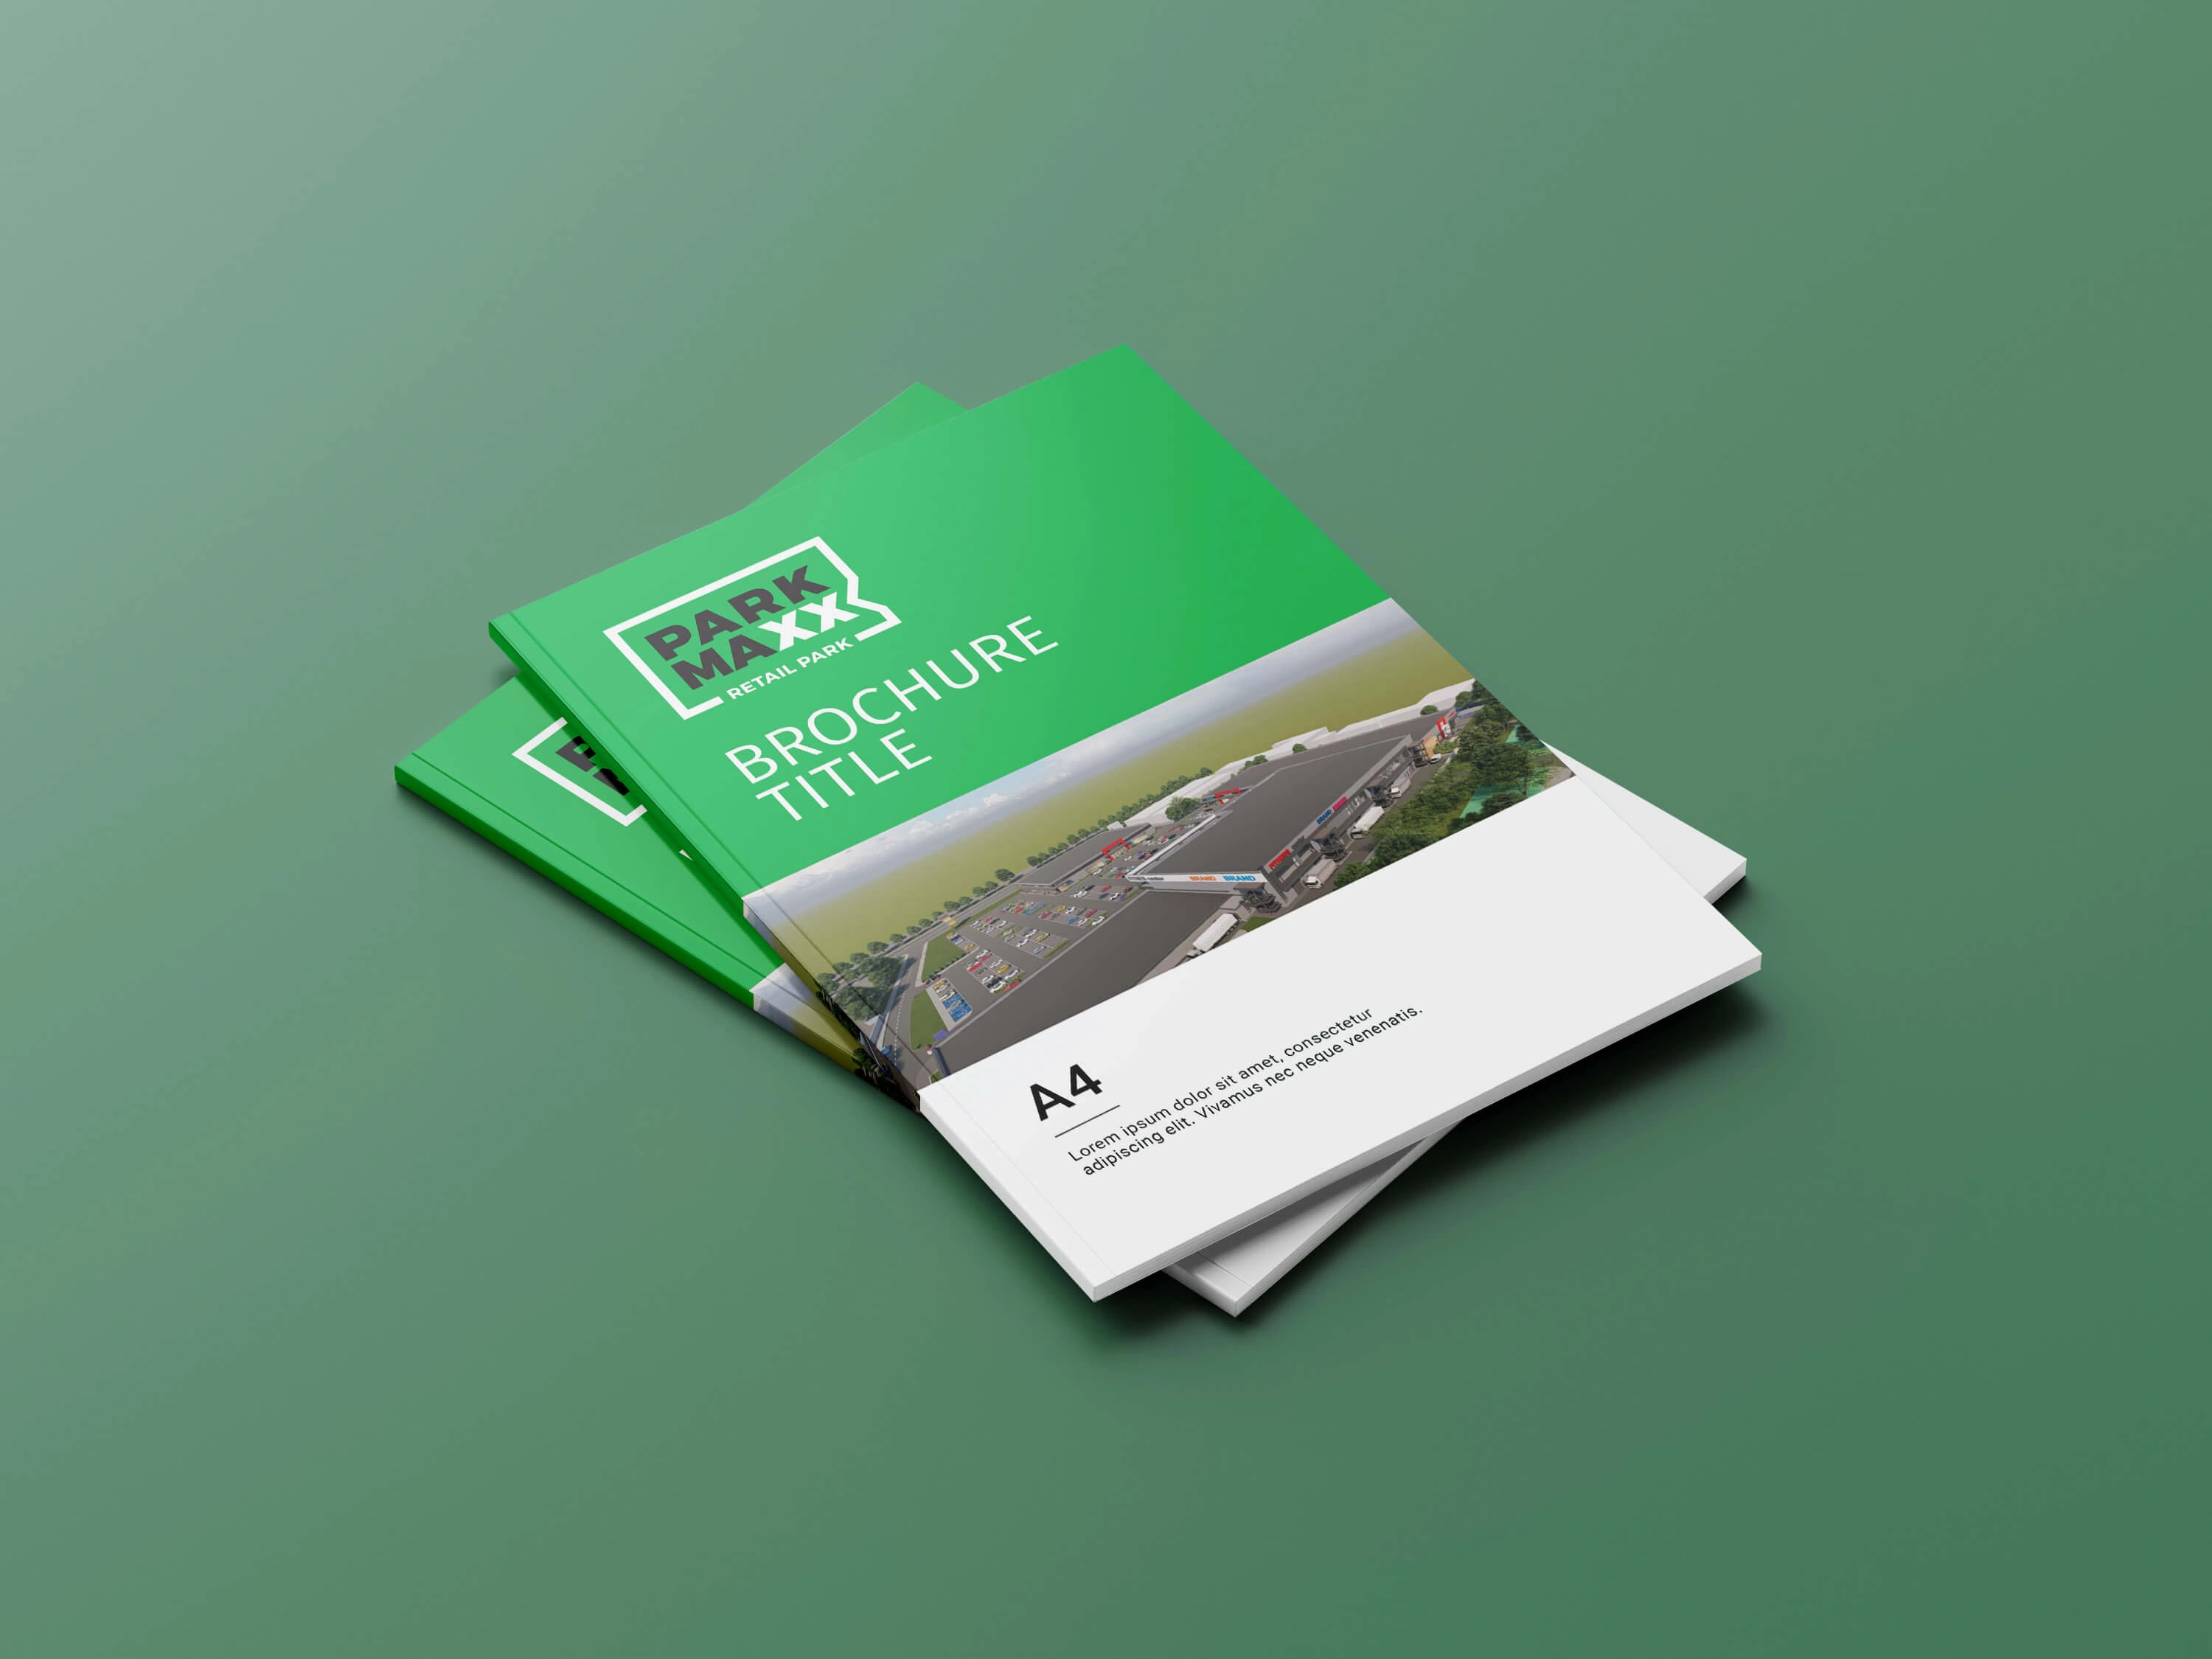 PARK
MAXX
RETAIL PARK
BROCHURE
TITLE
BRAND BRAND
A4
Lorem ipsum dolor sit amet, consectetur
adipiscing elit. Vivamus nec neque venenatis.